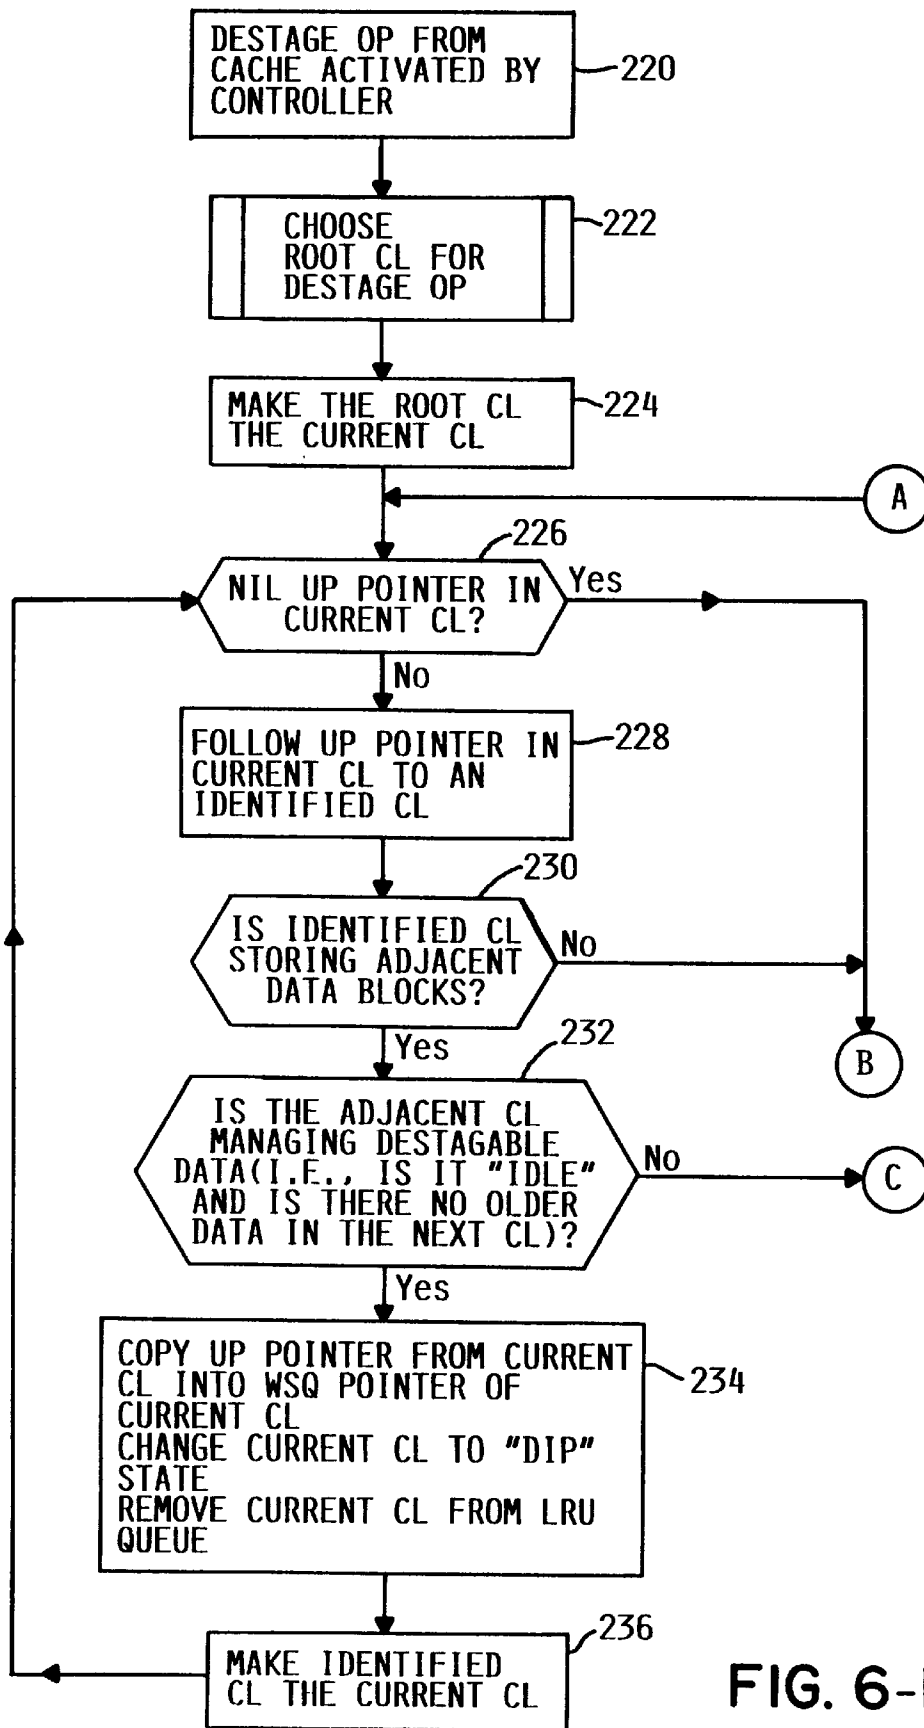 DESTAGE OP FROM
CACHE ACTIVATED BY
CONTROLLER
220
CHOOSE
ROOT CL FOR
DESTAGE OP
222
MAKE THE ROOT CL
THE CURRENT CL
224
A
226
NIL UP POINTER IN
CURRENT CL?
Yes
No
FOLLOW UP POINTER IN
CURRENT CL TO AN
IDENTIFIED CL
228
230
IS IDENTIFIED CL
STORING ADJACENT
DATA BLOCKS?
No
Yes
B
232
IS THE ADJACENT CL
MANAGING DESTAGABLE
DATA(I.E., IS IT "IDLE"
AND IS THERE NO OLDER
DATA IN THE NEXT CL)?
No
C
Yes
COPY UP POINTER FROM CURRENT
CL INTO WSQ POINTER OF
CURRENT CL
CHANGE CURRENT CL TO "DIP"
STATE
REMOVE CURRENT CL FROM LRU
QUEUE
234
236
MAKE IDENTIFIED
CL THE CURRENT CL
FIG. 6-